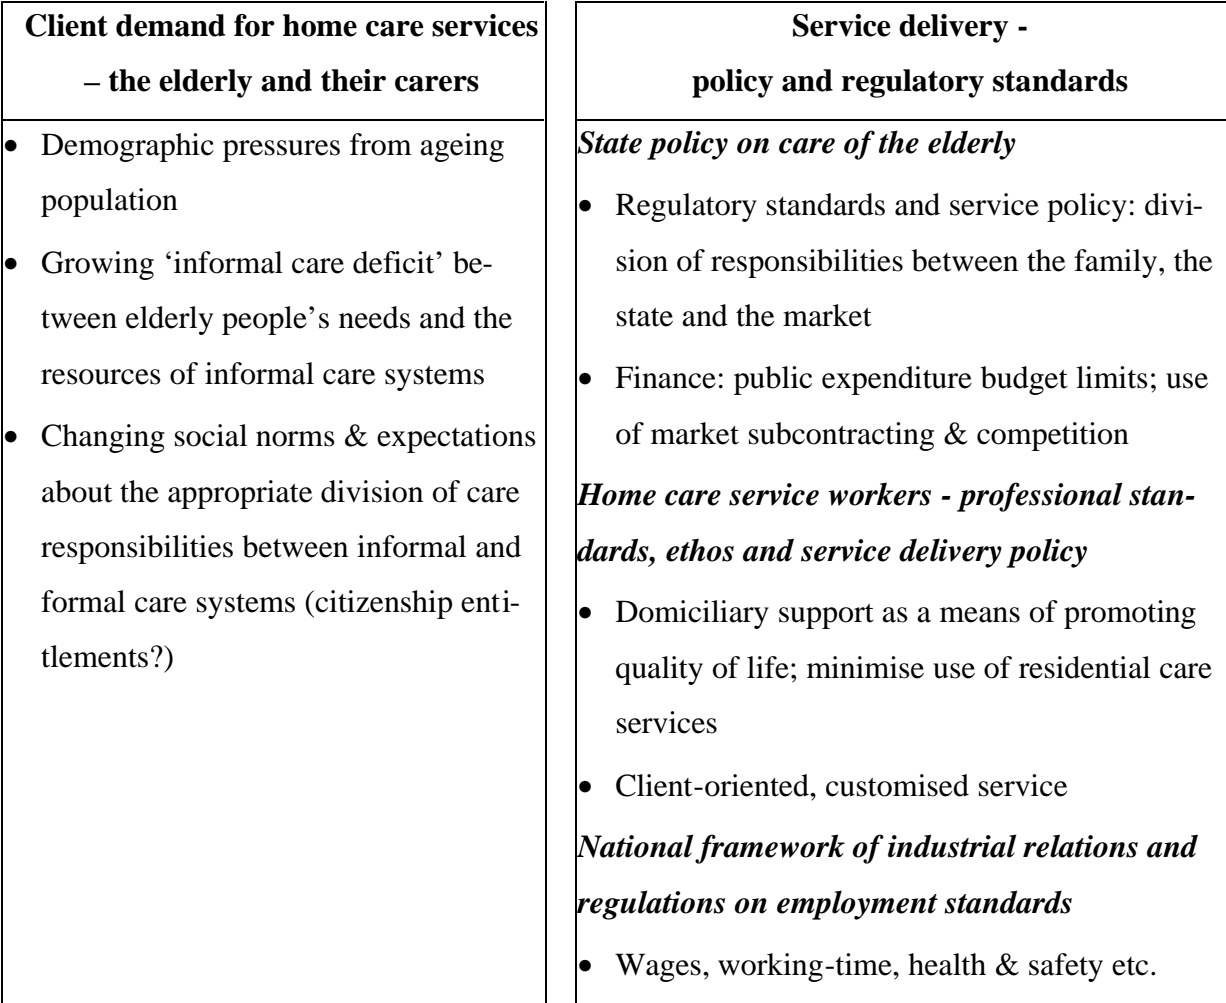 Client demand for home care services
– the elderly and their carers
• Demographic pressures from ageing
population
• Growing ‘informal care deficit’ be-
tween elderly people’s needs and the
resources of informal care systems
• Changing social norms & expectations
about the appropriate division of care
responsibilities between informal and
formal care systems (citizenship enti-
tlements?)
Service delivery -
policy and regulatory standards
State policy on care of the elderly
• Regulatory standards and service policy: divi-
sion of responsibilities between the family, the
state and the market
• Finance: public expenditure budget limits; use
of market subcontracting & competition
Home care service workers - professional stan-
dards, ethos and service delivery policy
• Domiciliary support as a means of promoting
quality of life; minimise use of residential care
services
• Client-oriented, customised service
National framework of industrial relations and
regulations on employment standards
• Wages, working-time, health & safety etc.